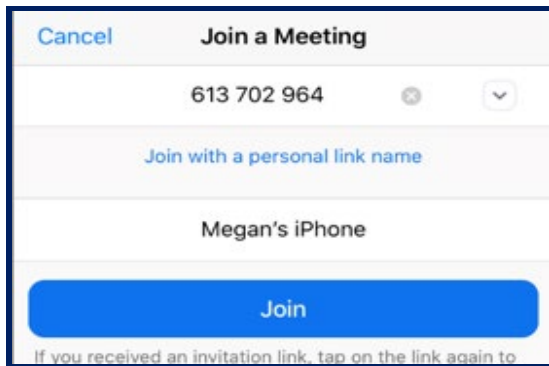 Cancel Join a Meeting
613 702 964
Join with a personal link name
Megan's iPhone
Join
If you received an invitation link, tap on the link again to